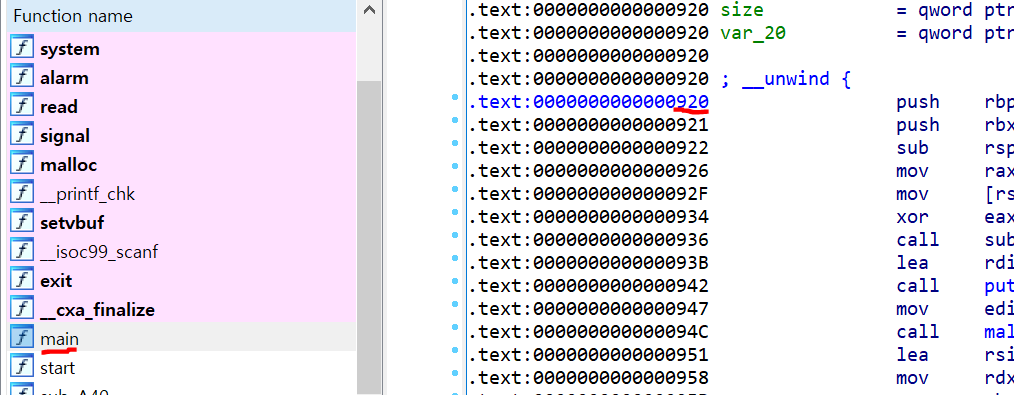 Function name
system
alarm
read
signal
malloc
__printf_chk
setvbuf
__isoc99_scanf
exit
__cxa_finalize
main
start
sub_A40
.text:0000000000000920 size = qword ptr
.text:0000000000000920 var_20 = qword ptr
.text:0000000000000920
.text:0000000000000920 ; __unwind {
.text:0000000000000920 push rbp
.text:0000000000000921 push rbx
.text:0000000000000922 sub rsp
.text:0000000000000926 mov rax
.text:000000000000092F mov [rs
.text:0000000000000934 xor eax
.text:0000000000000936 call sub
.text:000000000000093B lea rdi
.text:0000000000000942 call put
.text:0000000000000947 mov edi
.text:000000000000094C call mal
.text:0000000000000951 lea rsi
.text:0000000000000958 mov rdx